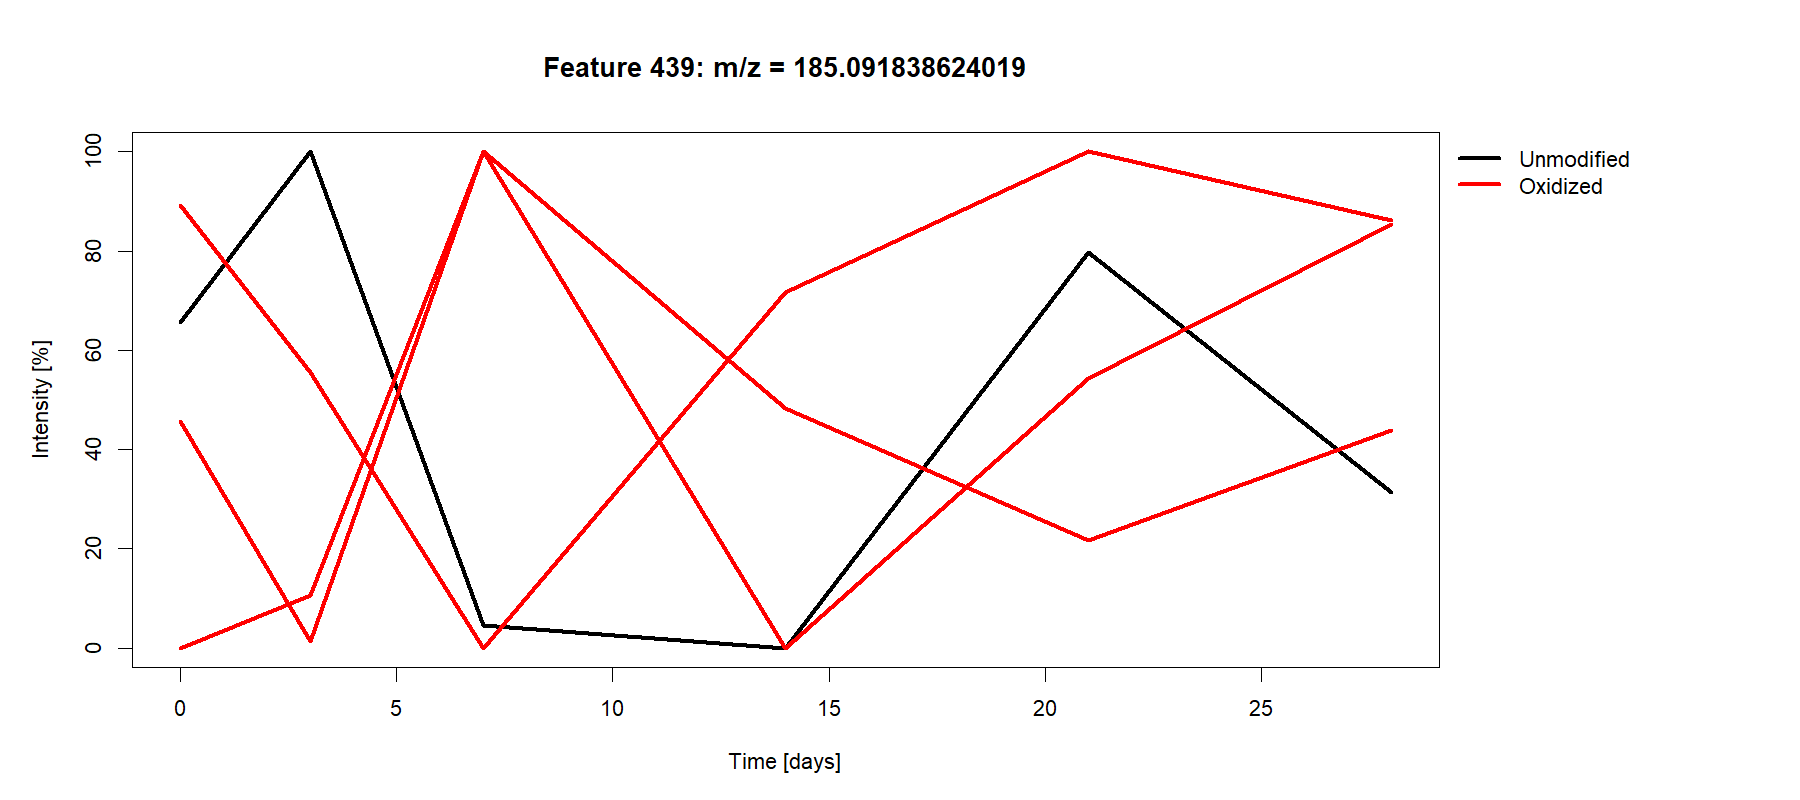 Feature 439: m/z = 185.091838624019
Unmodified
Oxidized
Intensity [%]
100
80
60
40
20
0
0 5 10 15 20 25
Time [days]